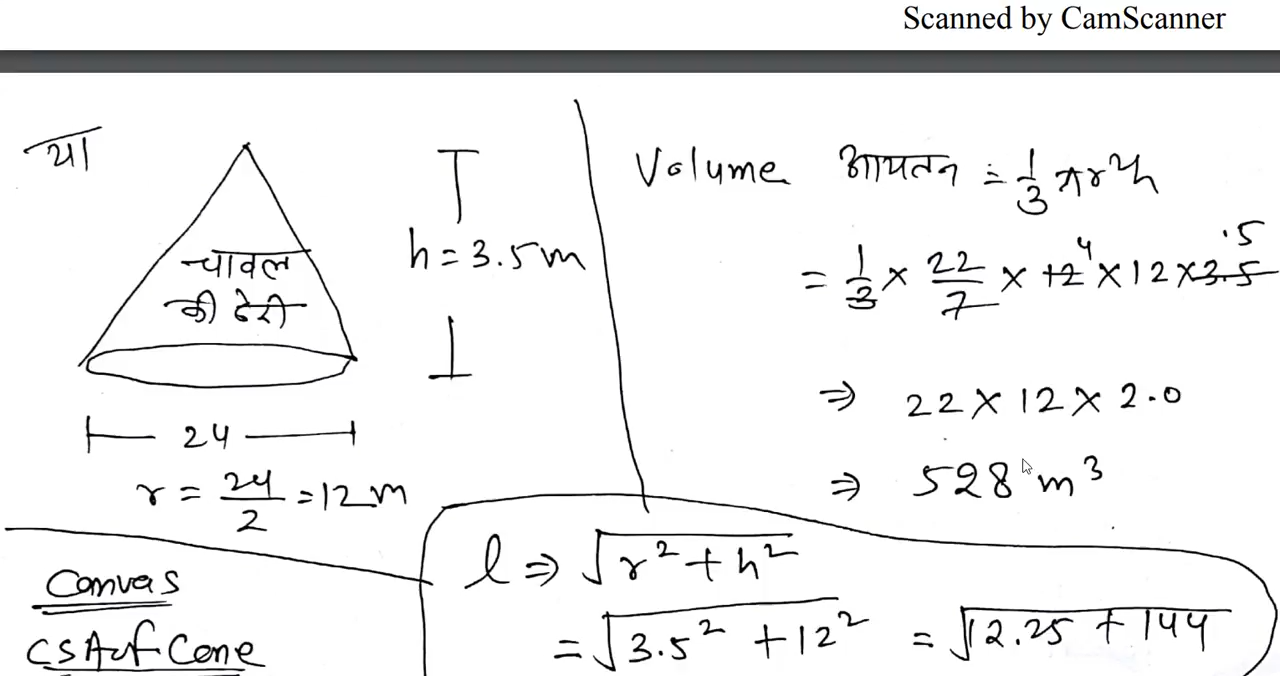 Scanned by CamScanner
या
चावल
की ढेरी
h = 3.5m
24
r = 24/2 = 12 m
Volume आयतन = 1/3 πr²h
= 1/3 × 22/7 × 12 4 × 12 × 3.5 .5
⇒ 22 × 12 × 2.0
⇒ 528 m³
Canvas
CSA of Cone
l ⇒ √r² + h²
= √3.5² + 12² = √12.25 + 144